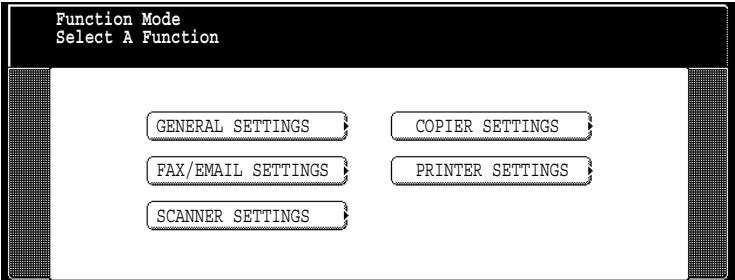 Function Mode
Select A Function
GENERAL SETTINGS
COPIER SETTINGS
FAX/EMAIL SETTINGS
PRINTER SETTINGS
SCANNER SETTINGS